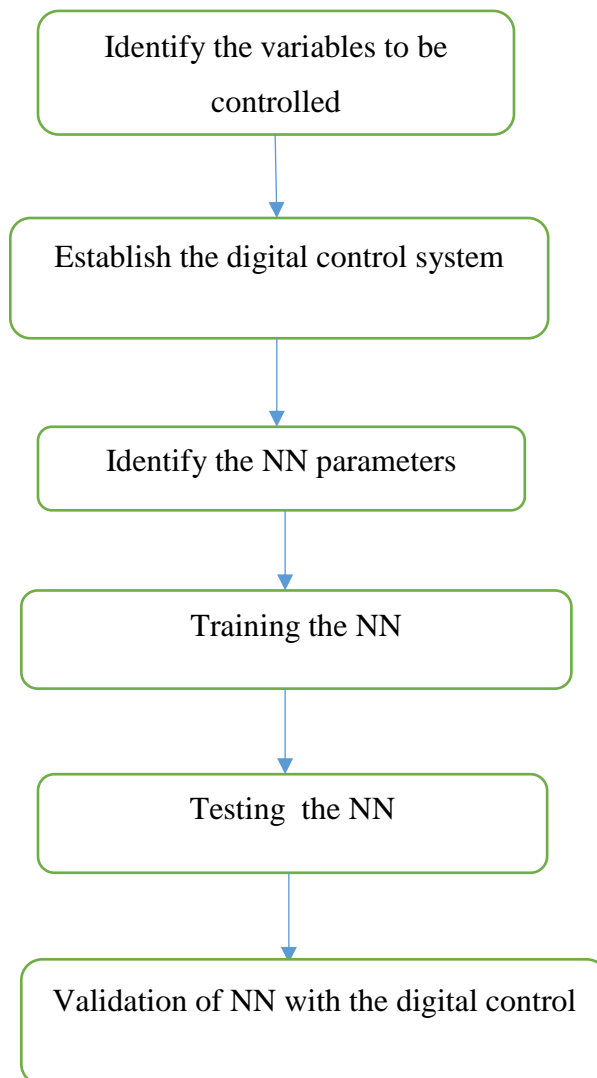 Identify the variables to be
controlled
Establish the digital control system
Identify the NN parameters
Training the NN
Testing  the NN
Validation of NN with the digital control